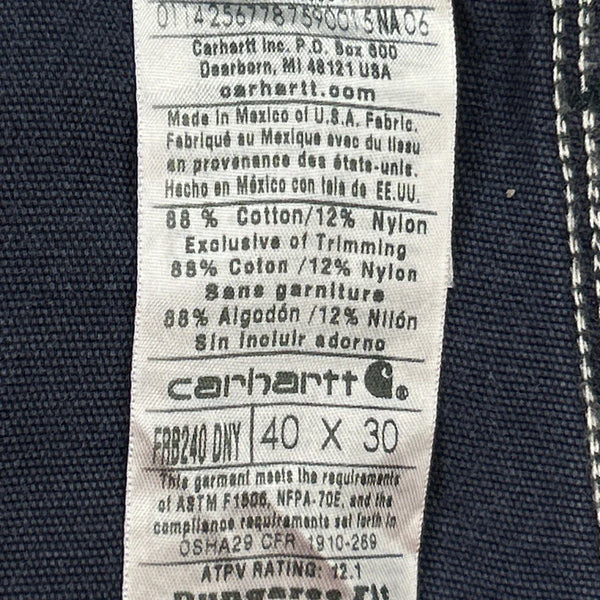 01142567787590015 NA06
Carhartt Inc. P.O. Box 600
Dearborn, MI 48121 USA
carhartt.com
Made in Mexico of U.S.A. Fabric.
Fabriqué au Mexique avec du tissu
en provenance des états-unis.
Hecho en México con tela de EE.UU.
88 % Cotton/12% Nylon
Exclusive of Trimming
88% Coton /12% Nylon
Sans garniture
88% Algodón /12% Nilón
Sin incluir adorno
carhartt ®
FRB240 DNY 40 X 30
This garment meets the requirements
of ASTM F1506, NFPA-70E, and the
compliance requirements set forth in
OSHA29 CFR 1910-269
ATPV RATING: 12.1
Dungaree Fit